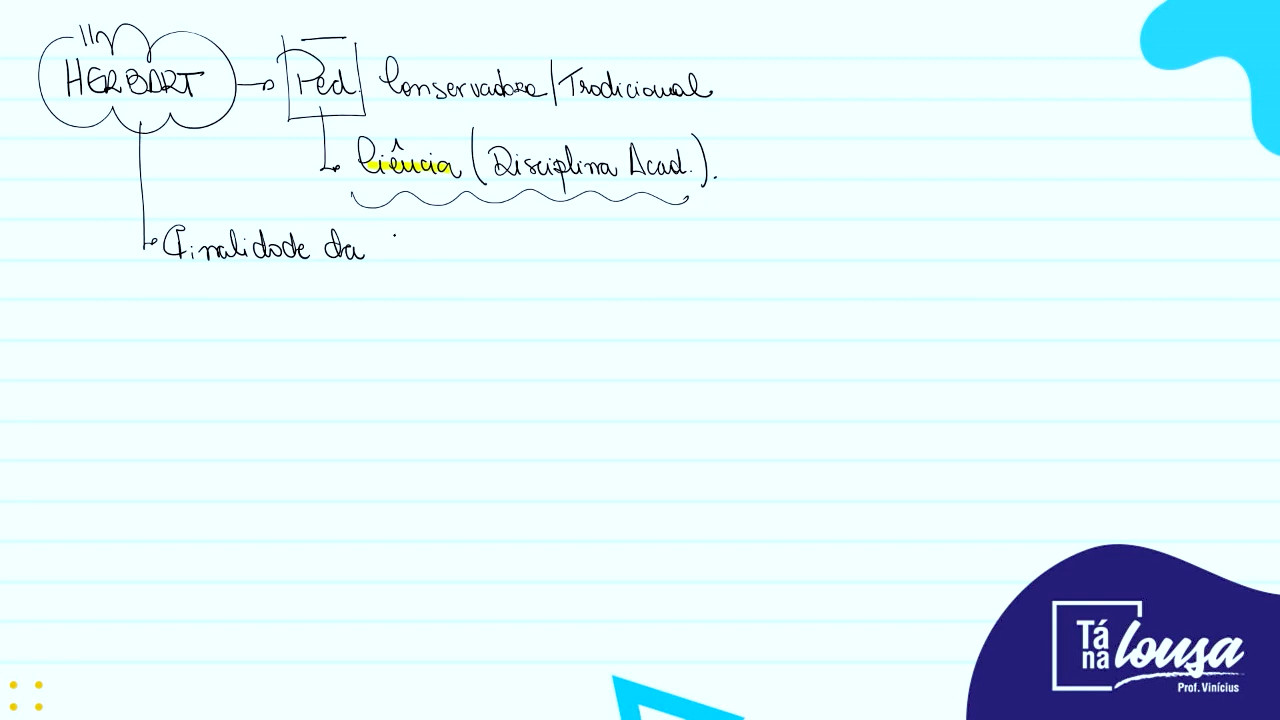 HERBART → Ped. Conservadora/Tradicional
Ciência (Disciplina Acad.).
Finalidade da
Tá
na lousa
Prof. Vinícius